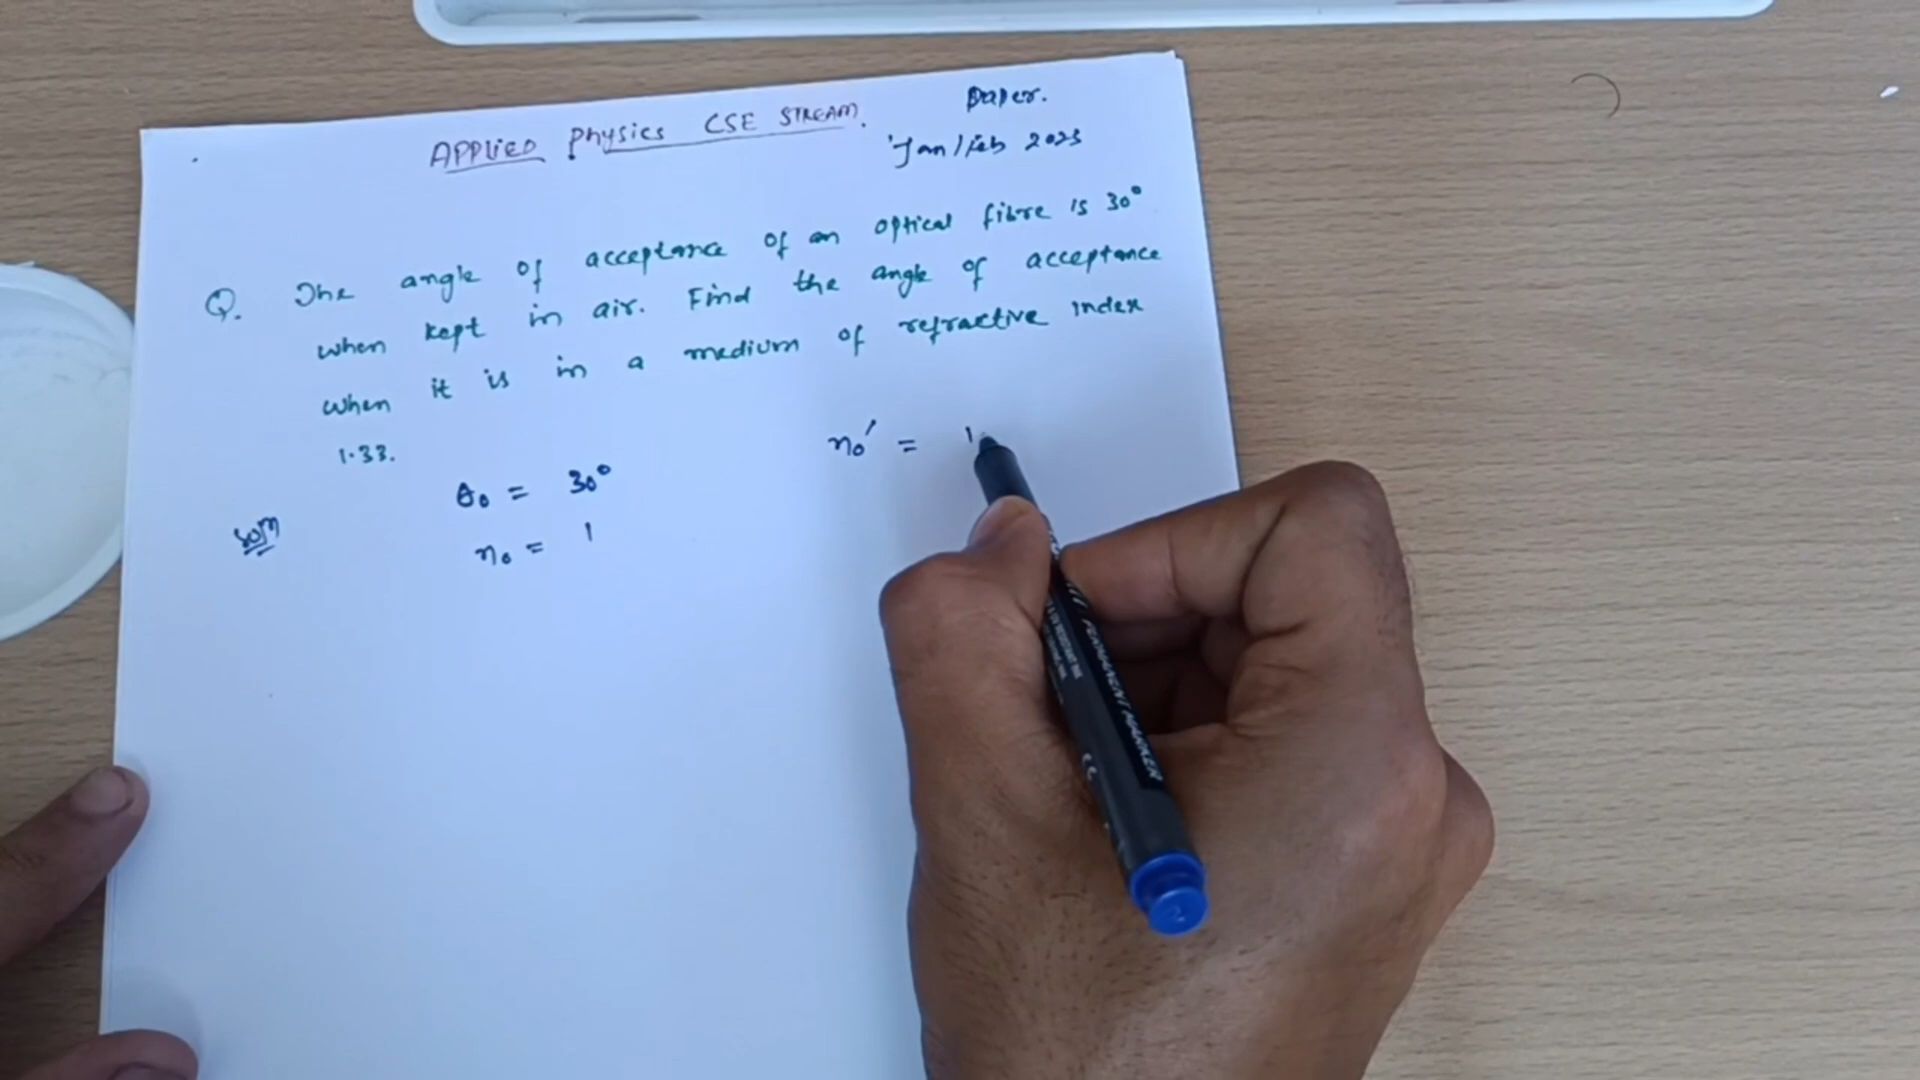 APPLIED Physics CSE STREAM.
Paper.
Jan/Feb 2023
Q. The angle of acceptance of an optical fibre is 30°
when kept in air. Find the angle of acceptance
when it is in a medium of refractive index
1.33.
Soln
θ₀ = 30°
n₀ = 1
n₀' = 1.
PERMANENT MARKER